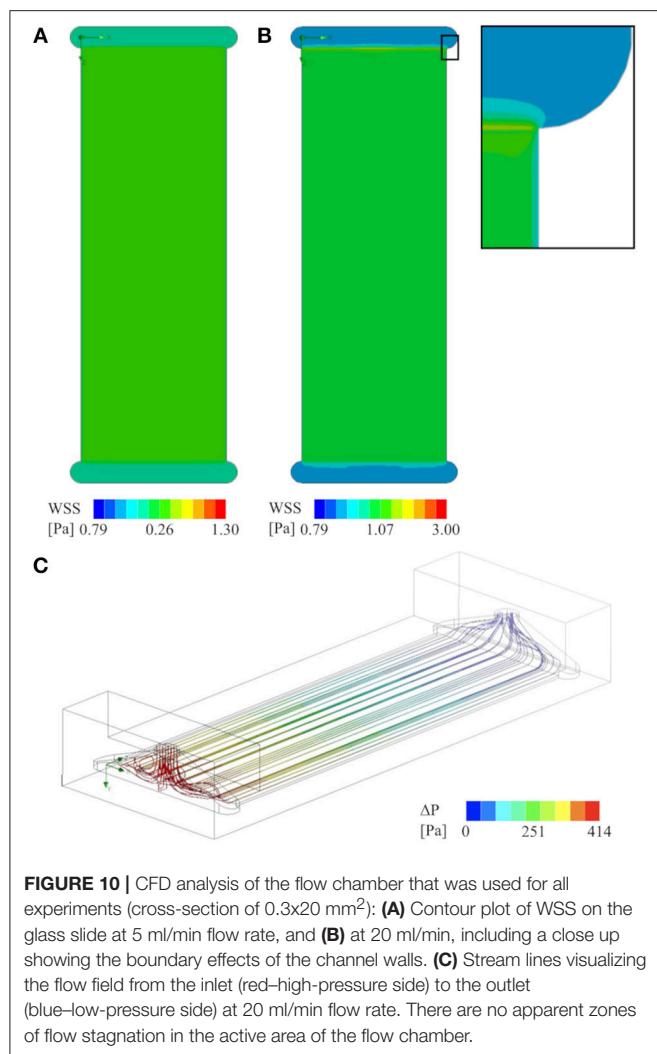 A
B
WSS
[Pa] 0.79 0.26 1.30
WSS
[Pa] 0.79 1.07 3.00
C
ΔP
[Pa] 0 251 414
FIGURE 10 | CFD analysis of the flow chamber that was used for all
experiments (cross-section of 0.3x20 mm²): (A) Contour plot of WSS on the
glass slide at 5 ml/min flow rate, and (B) at 20 ml/min, including a close up
showing the boundary effects of the channel walls. (C) Stream lines visualizing
the flow field from the inlet (red–high-pressure side) to the outlet
(blue–low-pressure side) at 20 ml/min flow rate. There are no apparent zones
of flow stagnation in the active area of the flow chamber.